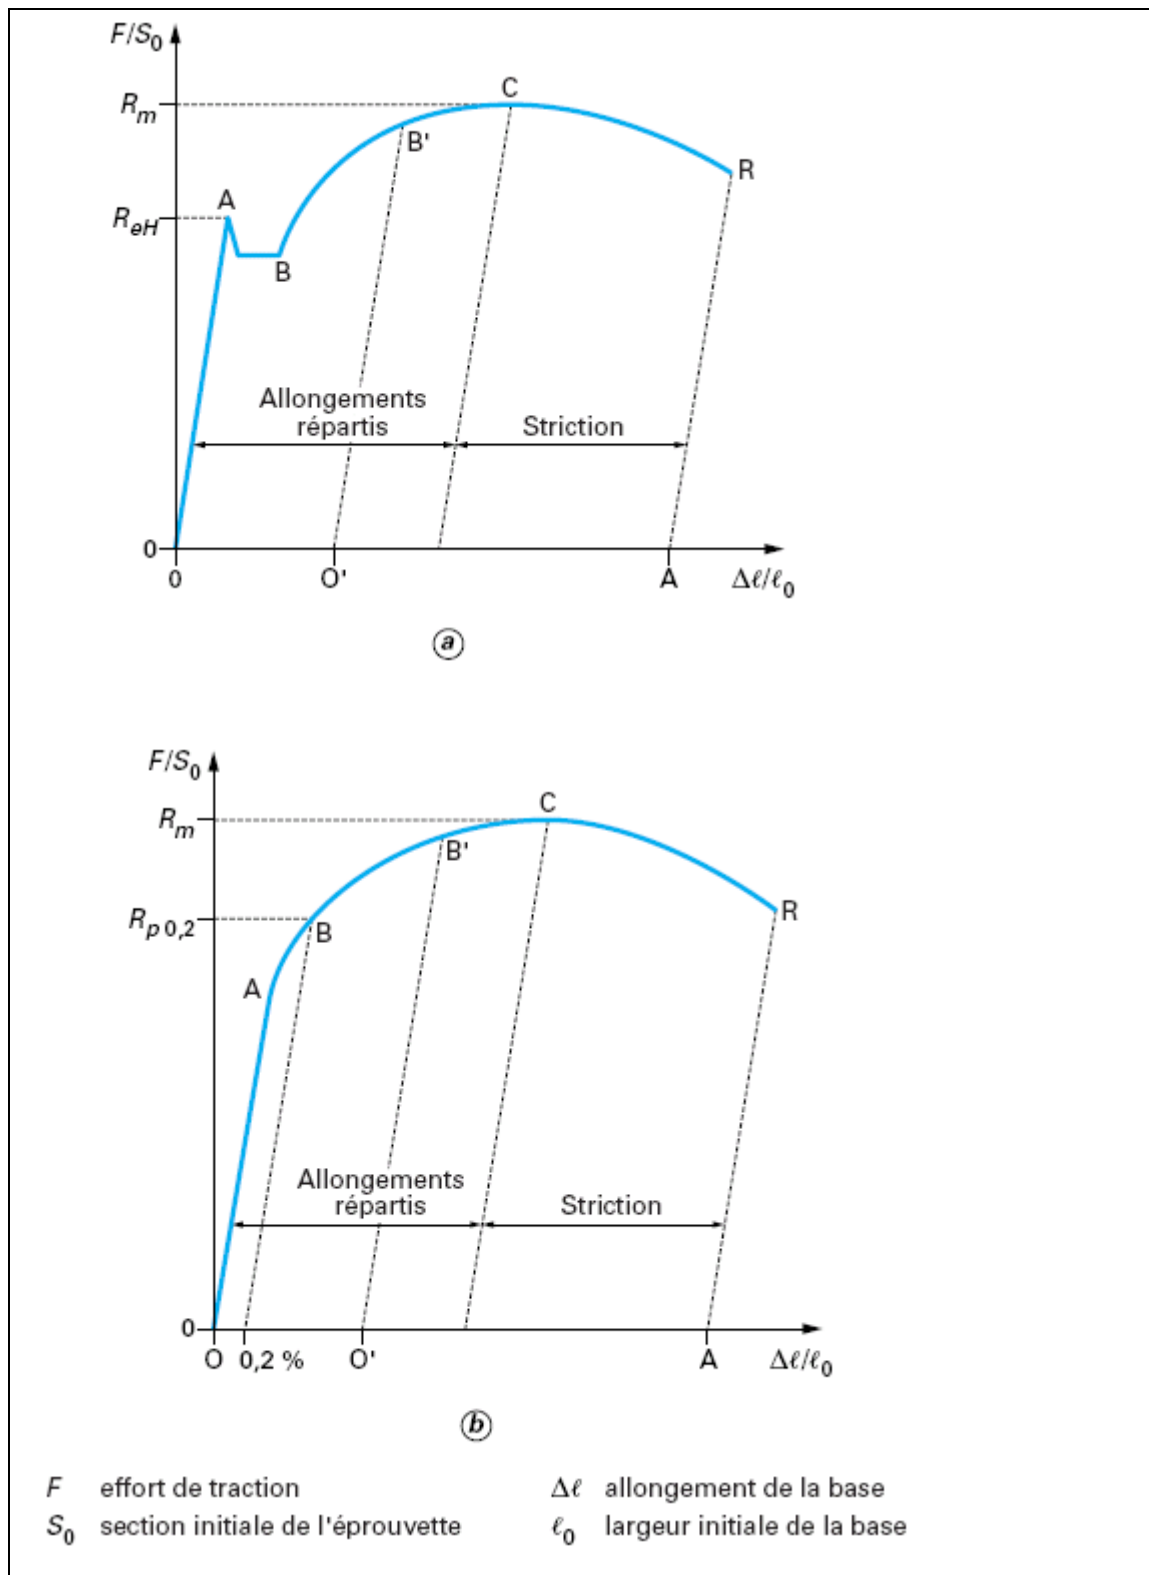 F/S0
Rm
C
B'
R
A
ReH
B
Allongements
répartis
Striction
0
0 O' A Δℓ/ℓ0
a
F/S0
Rm
C
B'
R
Rp 0,2
B
A
Allongements
répartis
Striction
0
O 0,2 % O' A Δℓ/ℓ0
b
F effort de traction
Δℓ allongement de la base
S0 section initiale de l'éprouvette
ℓ0 largeur initiale de la base